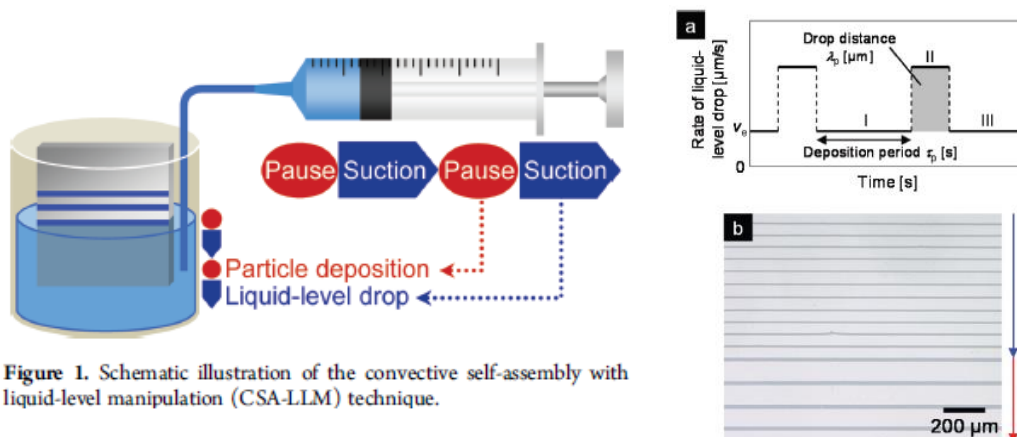 Pause Suction Pause Suction
Particle deposition
Liquid-level drop
Figure 1. Schematic illustration of the convective self-assembly with
liquid-level manipulation (CSA-LLM) technique.
a
Rate of liquid-
level drop [μm/s]
Drop distance
λp [μm]
II
I
III
ve
Deposition period τp [s]
0
Time [s]
b
200 μm